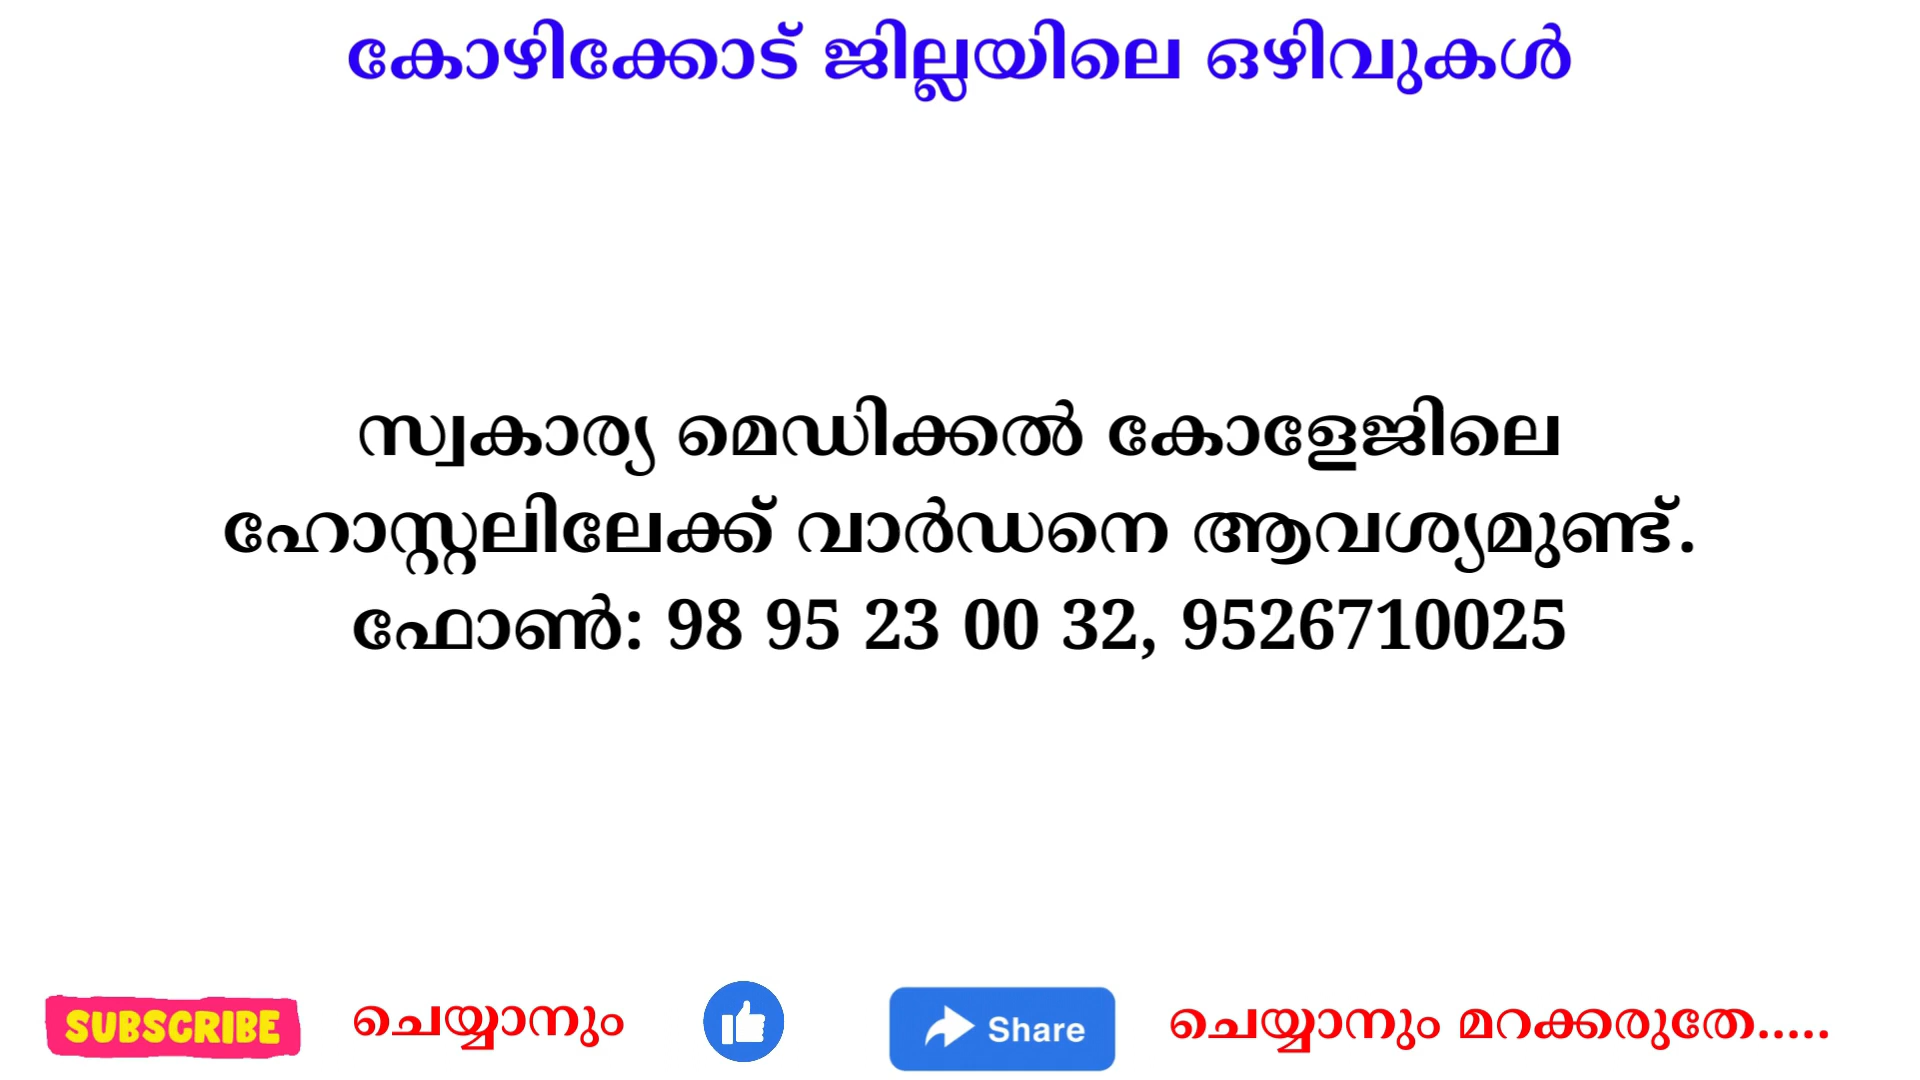 കോഴിക്കോട് ജില്ലയിലെ ഒഴിവുകൾ
സ്വകാര്യ മെഡിക്കൽ കോളേജിലെ
ഹോസ്റ്റലിലേക്ക് വാർഡനെ ആവശ്യമുണ്ട്.
ഫോൺ: 98 95 23 00 32, 9526710025
SUBSCRIBE ചെയ്യാനും Share ചെയ്യാനും മറക്കരുതേ.....